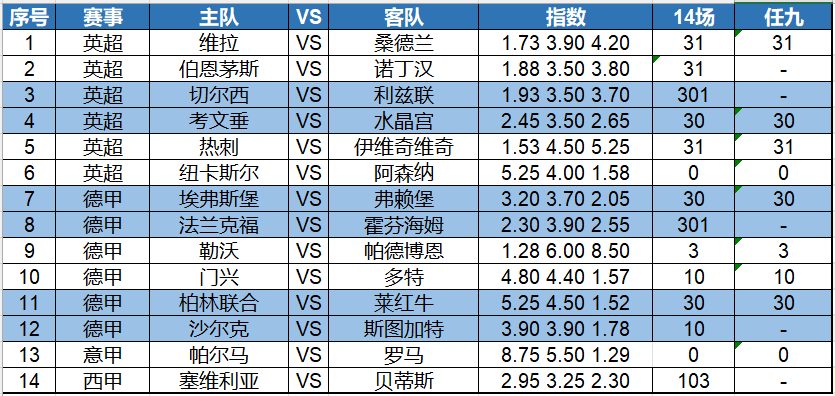 序号 赛事 主队 VS 客队 指数 14场 任九
1 英超 维拉 VS 桑德兰 1.73 3.90 4.20 31 31
2 英超 伯恩茅斯 VS 诺丁汉 1.88 3.50 3.80 31 -
3 英超 切尔西 VS 利兹联 1.93 3.50 3.70 301 -
4 英超 考文垂 VS 水晶宫 2.45 3.50 2.65 30 30
5 英超 热刺 VS 伊维奇维奇 1.53 4.50 5.25 31 31
6 英超 纽卡斯尔 VS 阿森纳 5.25 4.00 1.58 0 0
7 德甲 埃弗斯堡 VS 弗赖堡 3.20 3.70 2.05 30 30
8 德甲 法兰克福 VS 霍芬海姆 2.30 3.90 2.55 301 -
9 德甲 勒沃 VS 帕德博恩 1.28 6.00 8.50 3 3
10 德甲 门兴 VS 多特 4.80 4.40 1.57 10 10
11 德甲 柏林联合 VS 莱红牛 5.25 4.50 1.52 30 30
12 德甲 沙尔克 VS 斯图加特 3.90 3.90 1.78 10 -
13 意甲 帕尔马 VS 罗马 8.75 5.50 1.29 0 0
14 西甲 塞维利亚 VS 贝蒂斯 2.95 3.25 2.30 103 -